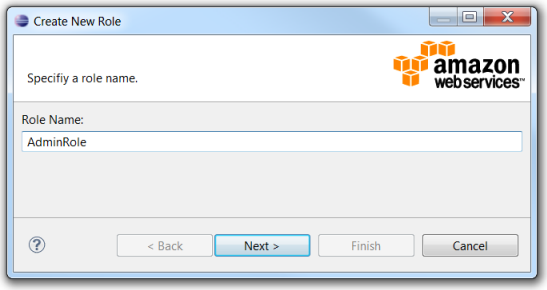 Create New Role
Specifiy a role name.
amazon
web services™
Role Name:
AdminRole
?
< Back
Next >
Finish
Cancel